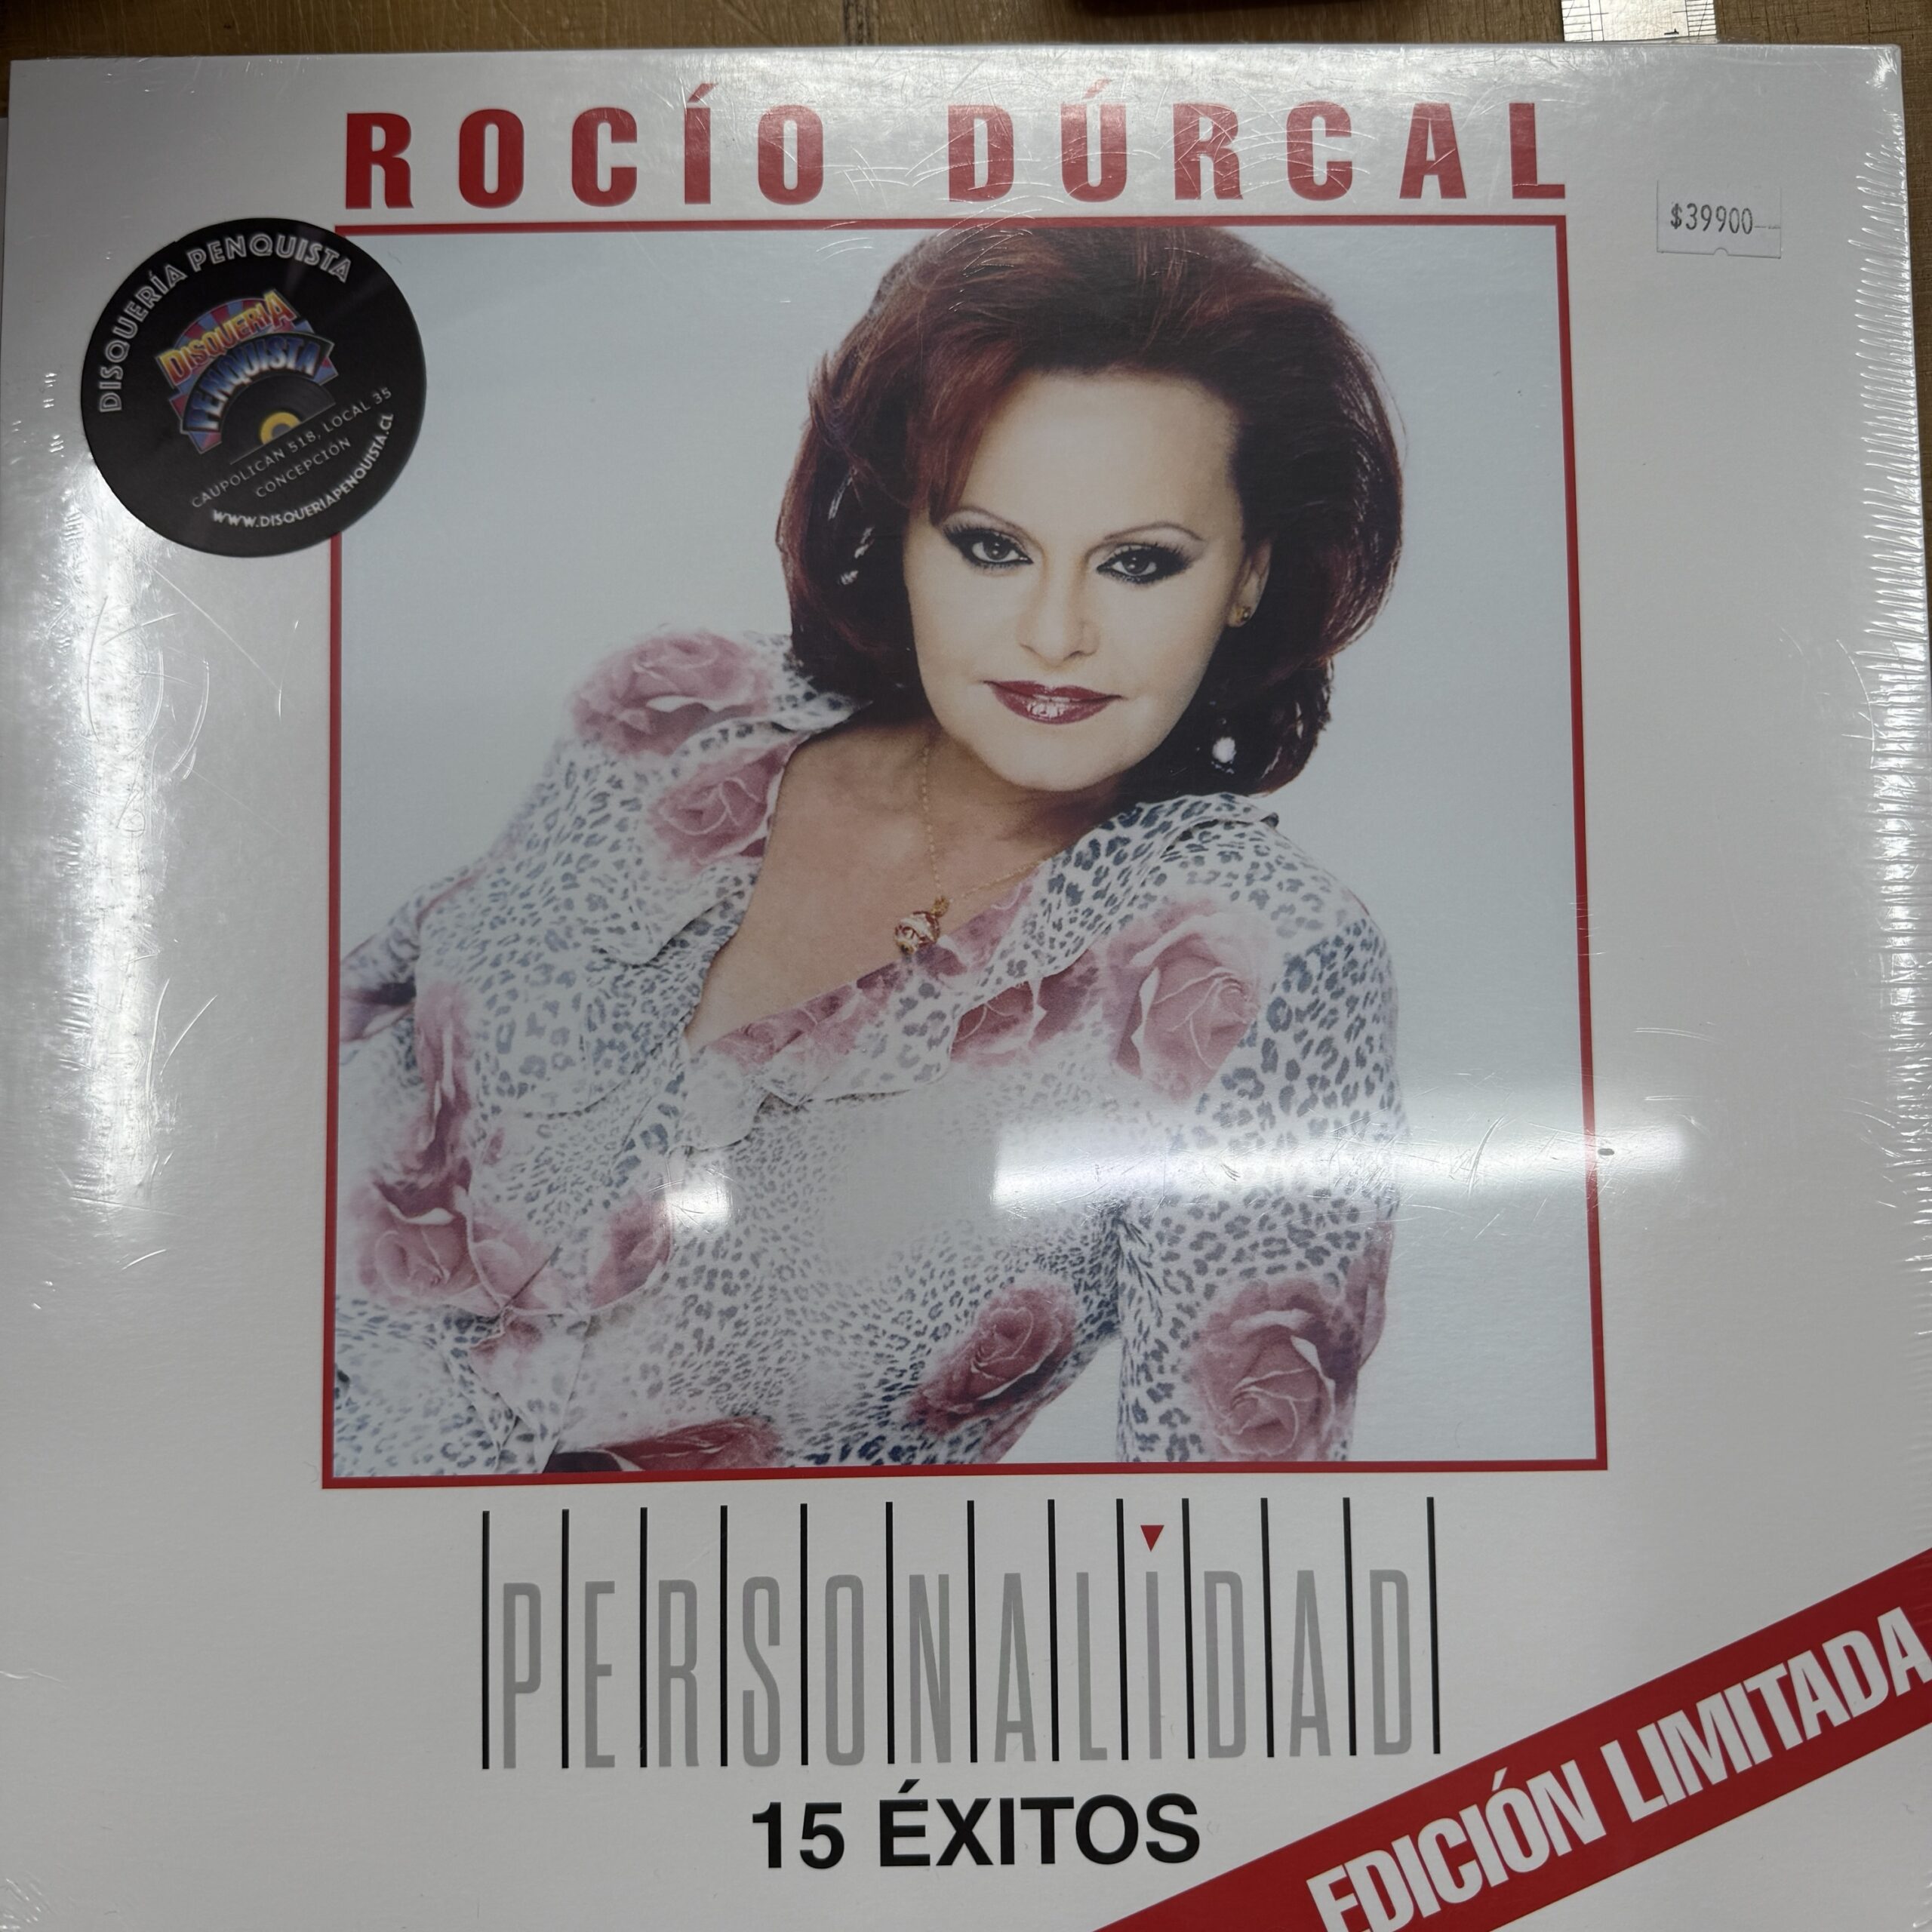 ROCÍO DÚRCAL
$39900
DISQUERÍA PENQUISTA
DISQUERIA
PENQUISTA
CAUPOLICAN 518, LOCAL 35
CONCEPCIÓN
WWW.DISQUERIAPENQUISTA.CL
PERSONALiDAD
15 ÉXITOS
EDICIÓN LIMITADA